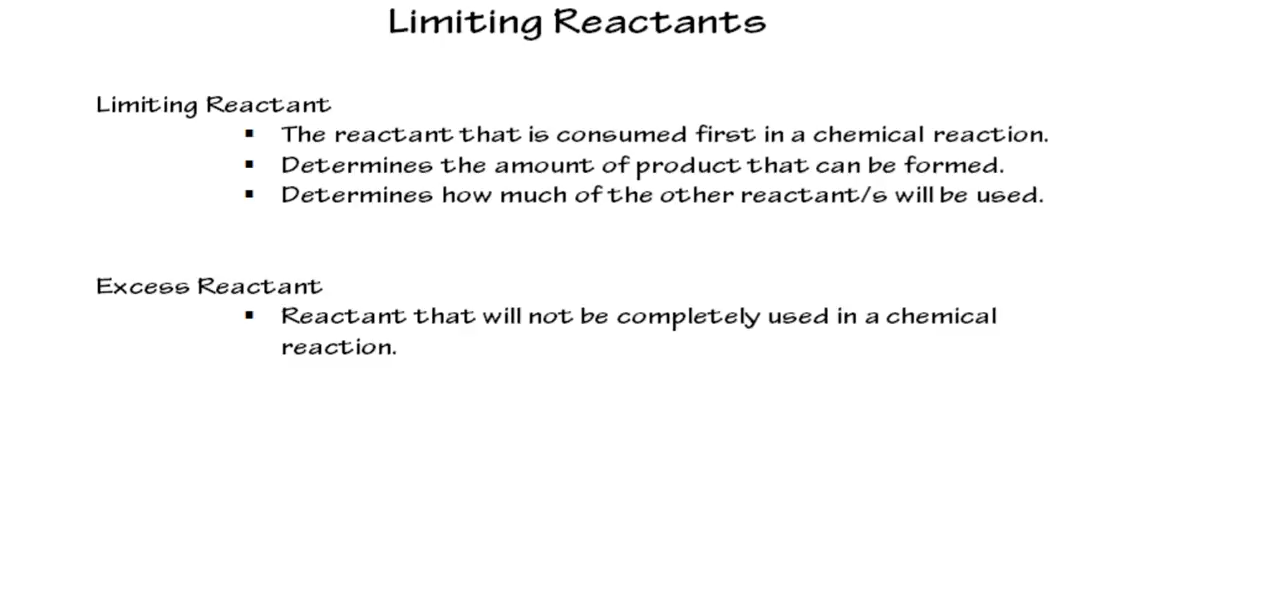 Limiting Reactants
Limiting Reactant
▪ The reactant that is consumed first in a chemical reaction.
▪ Determines the amount of product that can be formed.
▪ Determines how much of the other reactant/s will be used.
Excess Reactant
▪ Reactant that will not be completely used in a chemical
reaction.